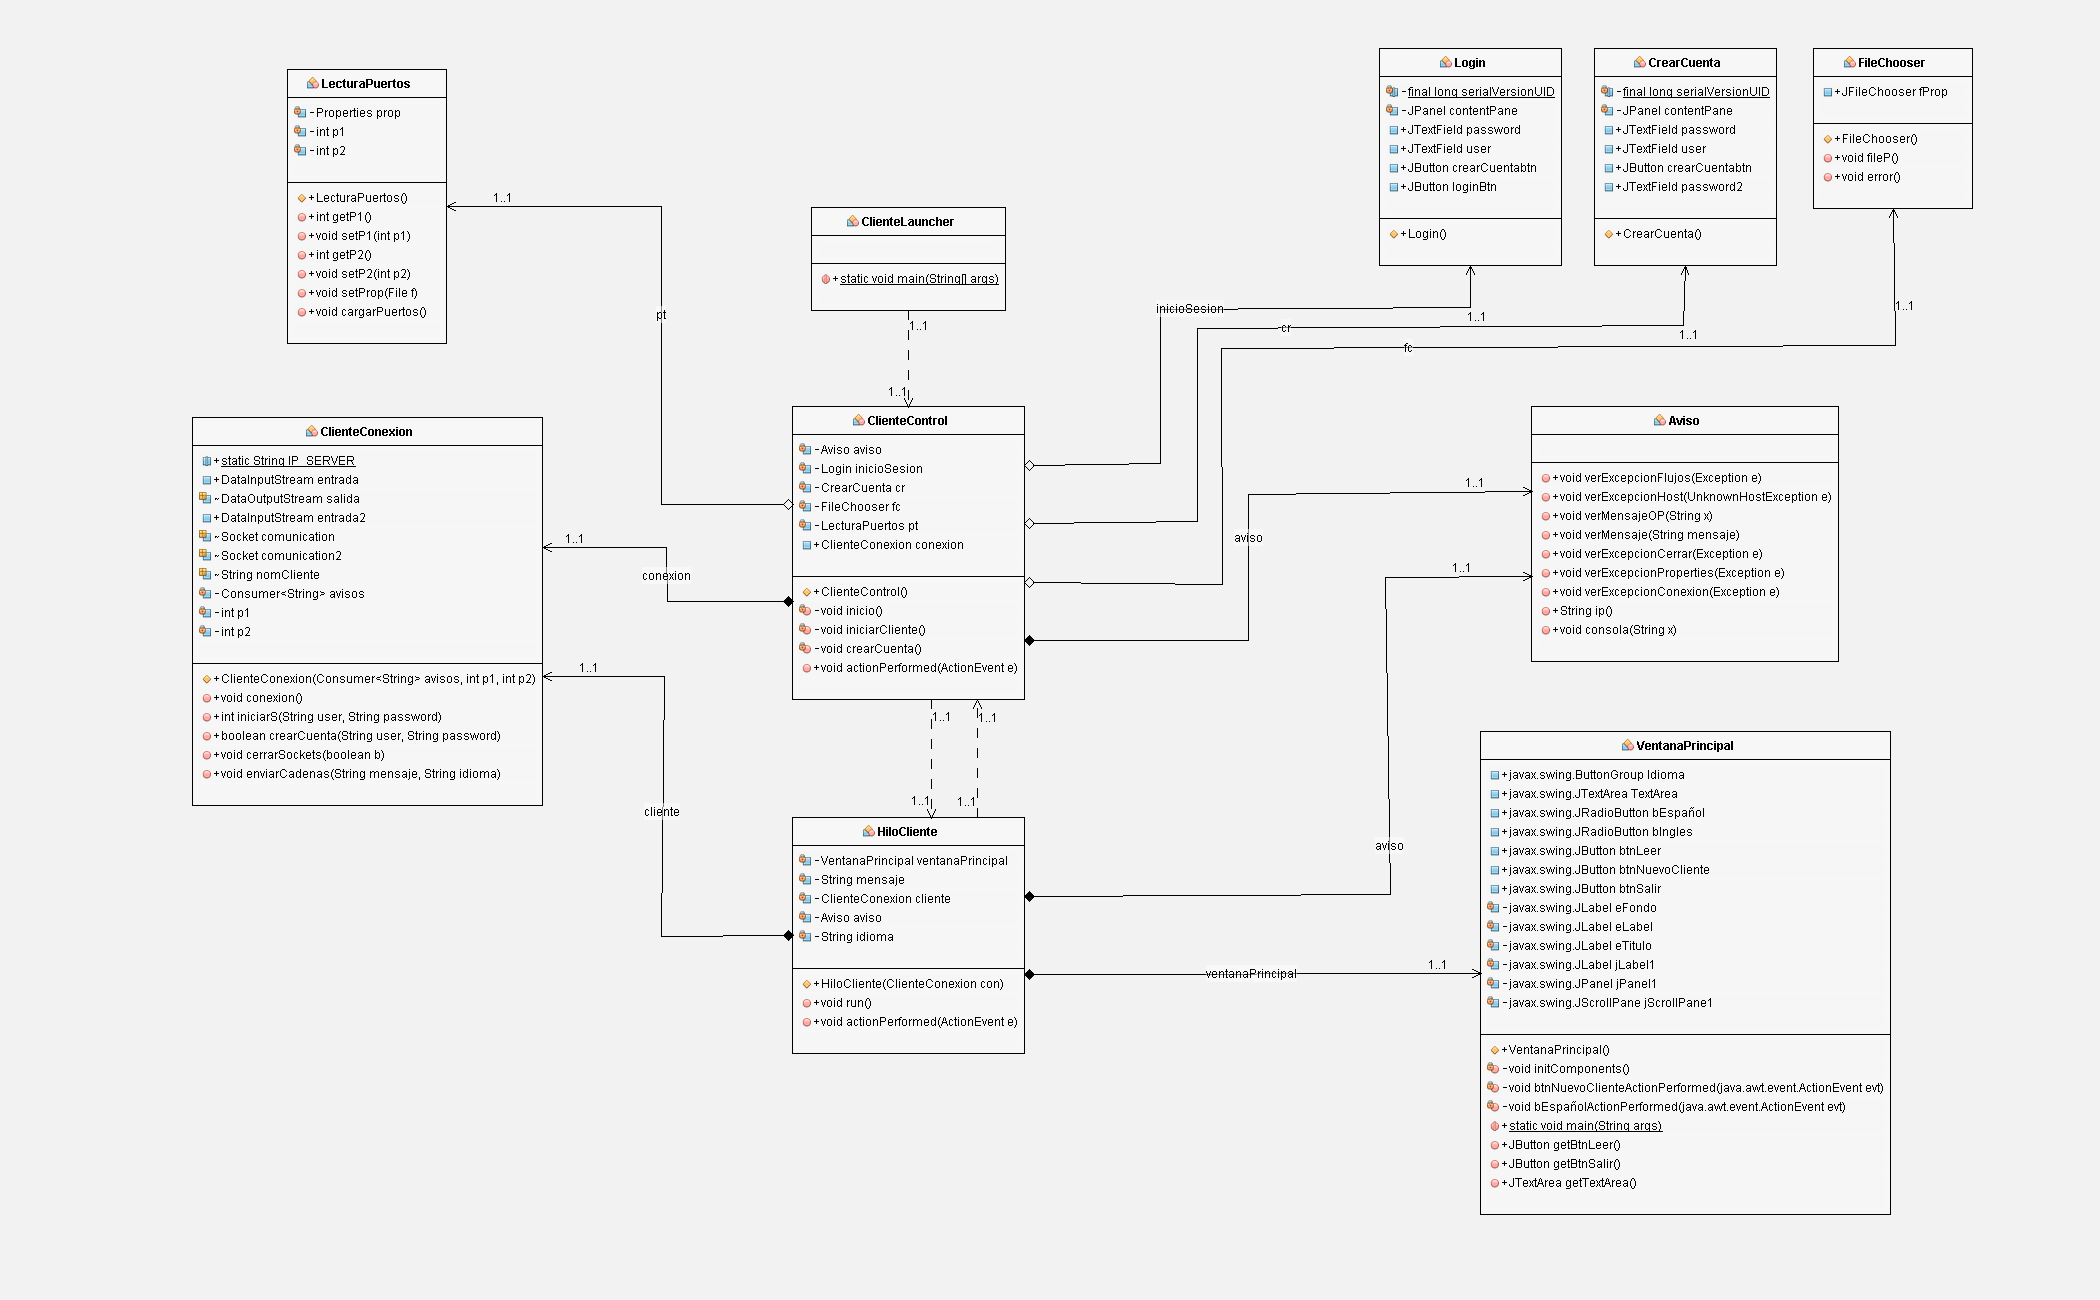 LecturaPuertos
-Properties prop
-int p1
-int p2
+LecturaPuertos()
+int getP1()
+void setP1(int p1)
+int getP2()
+void setP2(int p2)
+void setProp(File f)
+void cargarPuertos()
1..1
pt
ClienteLauncher
+static void main(String[] args)
1..1
1..1
Login
-final long serialVersionUID
-JPanel contentPane
+JTextField password
+JTextField user
+JButton crearCuentabtn
+JButton loginBtn
+Login()
CrearCuenta
-final long serialVersionUID
-JPanel contentPane
+JTextField password
+JTextField user
+JButton crearCuentabtn
+JTextField password2
+CrearCuenta()
FileChooser
+JFileChooser fProp
+FileChooser()
+void fileP()
+void error()
inicioSesion
1..1
cr
1..1
fc
1..1
ClienteConexion
+static String IP_SERVER
+DataInputStream entrada
~DataOutputStream salida
+DataInputStream entrada2
~Socket comunication
~Socket comunication2
~String nomCliente
-Consumer<String> avisos
-int p1
-int p2
+ClienteConexion(Consumer<String> avisos, int p1, int p2)
+void conexion()
+int iniciarS(String user, String password)
+boolean crearCuenta(String user, String password)
+void cerrarSockets(boolean b)
+void enviarCadenas(String mensaje, String idioma)
1..1
conexion
1..1
cliente
ClienteControl
-Aviso aviso
-Login inicioSesion
-CrearCuenta cr
-FileChooser fc
-LecturaPuertos pt
+ClienteConexion conexion
+ClienteControl()
-void inicio()
-void iniciarCliente()
-void crearCuenta()
+void actionPerformed(ActionEvent e)
1..1
1..1
1..1
1..1
aviso
1..1
Aviso
+void verExcepcionFlujos(Exception e)
+void verExcepcionHost(UnknownHostException e)
+void verMensajeOP(String x)
+void verMensaje(String mensaje)
+void verExcepcionCerrar(Exception e)
+void verExcepcionProperties(Exception e)
+void verExcepcionConexion(Exception e)
+String ip()
+void consola(String x)
1..1
aviso
HiloCliente
-VentanaPrincipal ventanaPrincipal
-String mensaje
-ClienteConexion cliente
-Aviso aviso
-String idioma
+HiloCliente(ClienteConexion con)
+void run()
+void actionPerformed(ActionEvent e)
ventanaPrincipal
1..1
VentanaPrincipal
+javax.swing.ButtonGroup Idioma
+javax.swing.JTextArea TextArea
+javax.swing.JRadioButton bEspañol
+javax.swing.JRadioButton bIngles
+javax.swing.JButton btnLeer
+javax.swing.JButton btnNuevoCliente
+javax.swing.JButton btnSalir
-javax.swing.JLabel eFondo
-javax.swing.JLabel eLabel
-javax.swing.JLabel eTitulo
-javax.swing.JLabel jLabel1
-javax.swing.JPanel jPanel1
-javax.swing.JScrollPane jScrollPane1
+VentanaPrincipal()
-void initComponents()
-void btnNuevoClienteActionPerformed(java.awt.event.ActionEvent evt)
-void bEspañolActionPerformed(java.awt.event.ActionEvent evt)
+static void main(String args)
+JButton getBtnLeer()
+JButton getBtnSalir()
+JTextArea getTextArea()